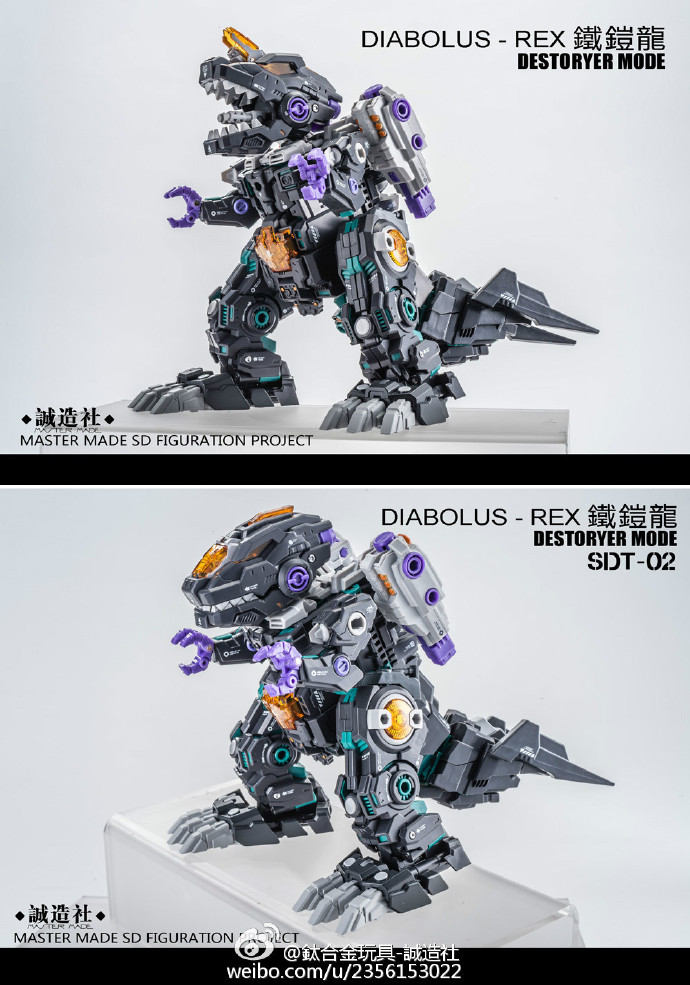 DIABOLUS - REX 鐵鎧龍
DESTORYER MODE
誠造社
MASTER MADE
MASTER MADE SD FIGURATION PROJECT
DIABOLUS - REX 鐵鎧龍
DESTORYER MODE
SDT-02
誠造社
MASTER MADE
MASTER MADE SD FIGURATION PROJECT
@鈦合金玩具-誠造社
weibo.com/u/2356153022